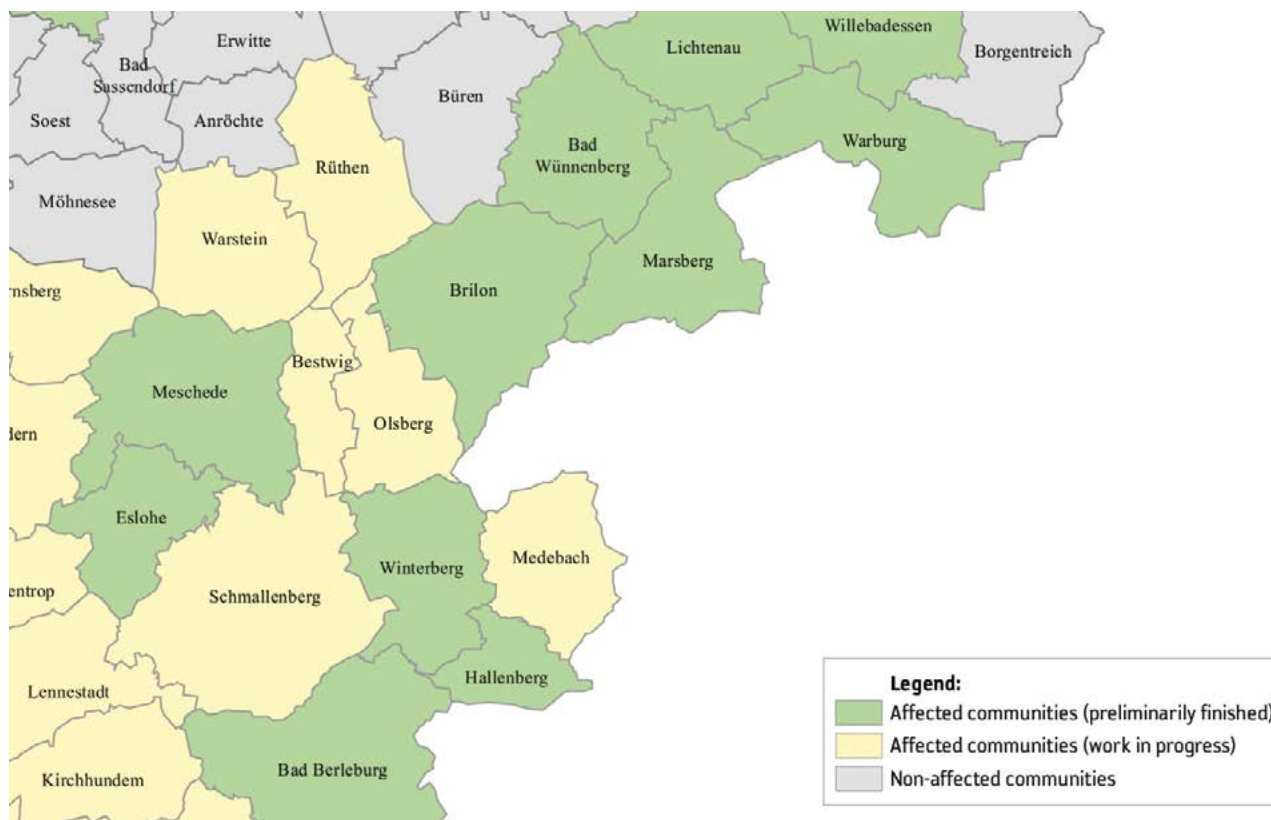 Willebadessen
Erwitte
Lichtenau
Borgentreich
Bad
Sassendorf
Büren
Soest
Anröchte
Bad
Wünnenberg
Warburg
Rüthen
Möhnesee
Warstein
Marsberg
rnsberg
Brilon
Bestwig
Meschede
Olsberg
dern
Eslohe
Medebach
Winterberg
entrop
Schmallenberg
Hallenberg
Lennestadt
Bad Berleburg
Kirchhundem
Legend:
Affected communities (preliminarily finished)
Affected communities (work in progress)
Non-affected communities